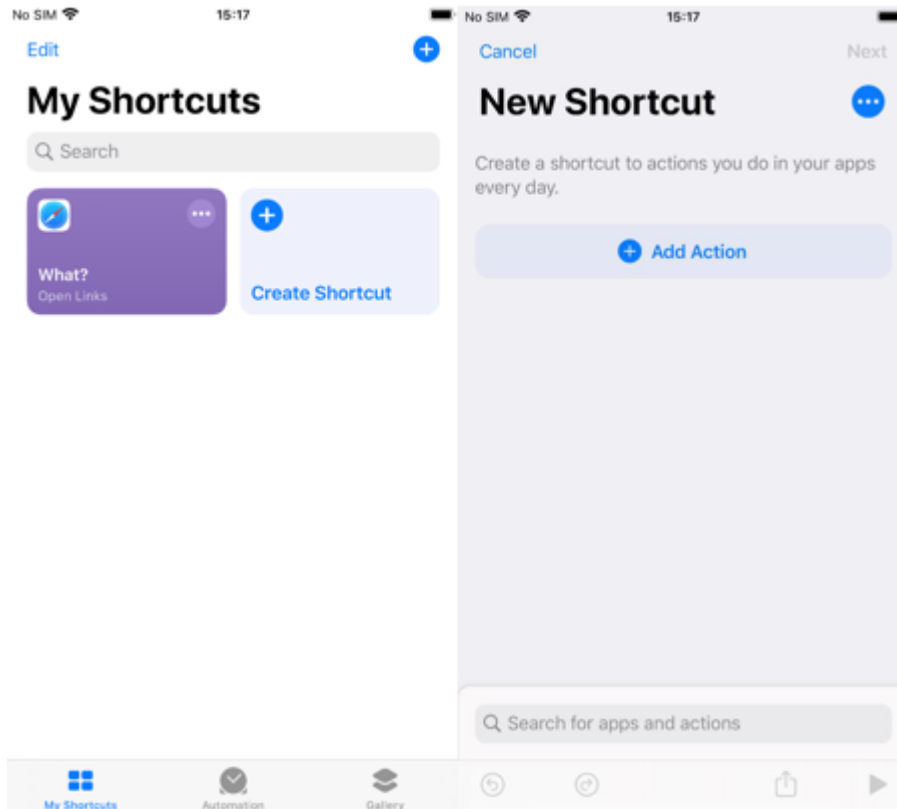 No SIM 15:17
Edit
My Shortcuts
Search
What?
Open Links
Create Shortcut
My Shortcuts Automation Gallery
No SIM 15:17
Cancel Next
New Shortcut
Create a shortcut to actions you do in your apps
every day.
Add Action
Search for apps and actions